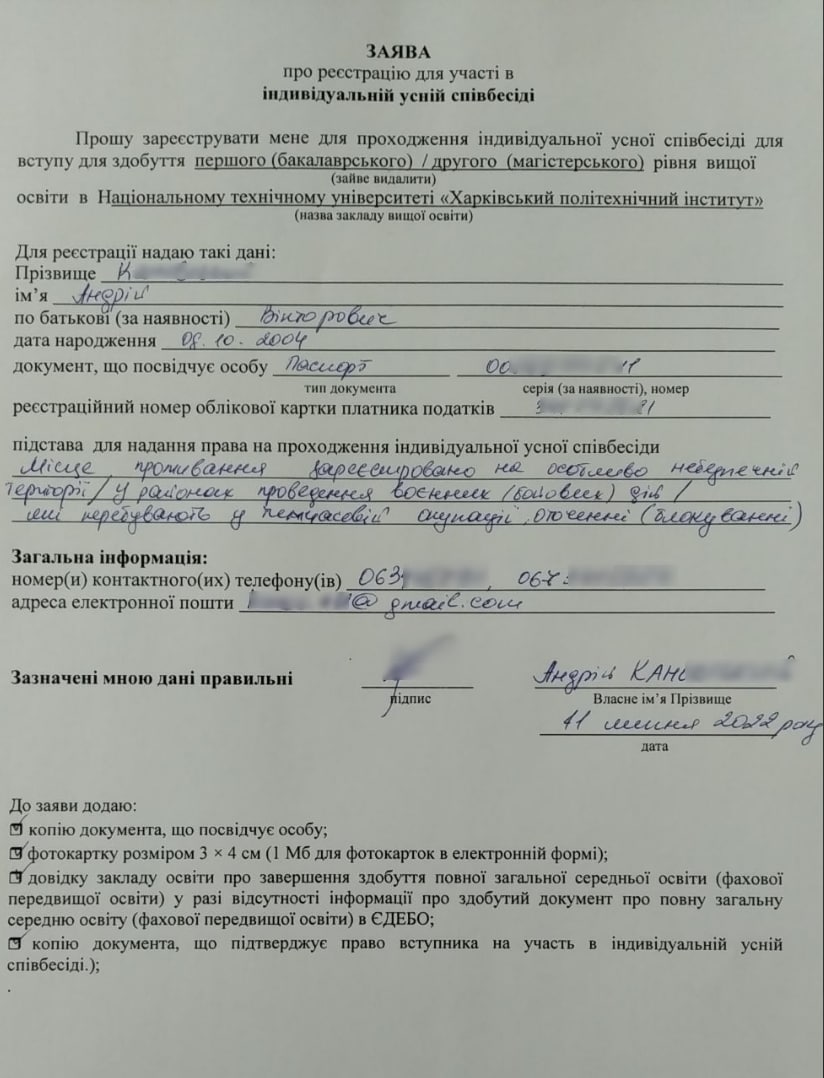 ЗАЯВА
про реєстрацію для участі в
індивідуальній усній співбесіді
Прошу зареєструвати мене для проходження індивідуальної усної співбесіді для
вступу для здобуття першого (бакалаврського) / другого (магістерського) рівня вищої
(зайве видалити)
освіти в Національному технічному університеті «Харківський політехнічний інститут»
(назва закладу вищої освіти)
Для реєстрації надаю такі дані:
Прізвище К
ім’я Андрій
по батькові (за наявності) Вікторович
дата народження 08.10.2004
документ, що посвідчує особу Паспорт 00 11
тип документа серія (за наявності), номер
реєстраційний номер облікової картки платника податків 3 21
підстава для надання права на проходження індивідуальної усної співбесіди
Місце проживання зареєстровано на особливо небезпечній
території / у районах проведення воєнних (бойових) дій /
які перебувають у тимчасовій окупації, оточенні (блокуванні)
Загальна інформація:
номер(и) контактного(их) телефону(ів) 063 , 067
адреса електронної пошти @gmail.com
Зазначені мною дані правильні Андрій КАН
підпис Власне ім’я Прізвище
11 липня 2022 року
дата
До заяви додаю:
копію документа, що посвідчує особу;
фотокартку розміром 3 × 4 см (1 Мб для фотокарток в електронній формі);
довідку закладу освіти про завершення здобуття повної загальної середньої освіти (фахової
передвищої освіти) у разі відсутності інформації про здобутий документ про повну загальну
середню освіту (фахової передвищої освіти) в ЄДЕБО;
копію документа, що підтверджує право вступника на участь в індивідуальній усній
співбесіді.);
.